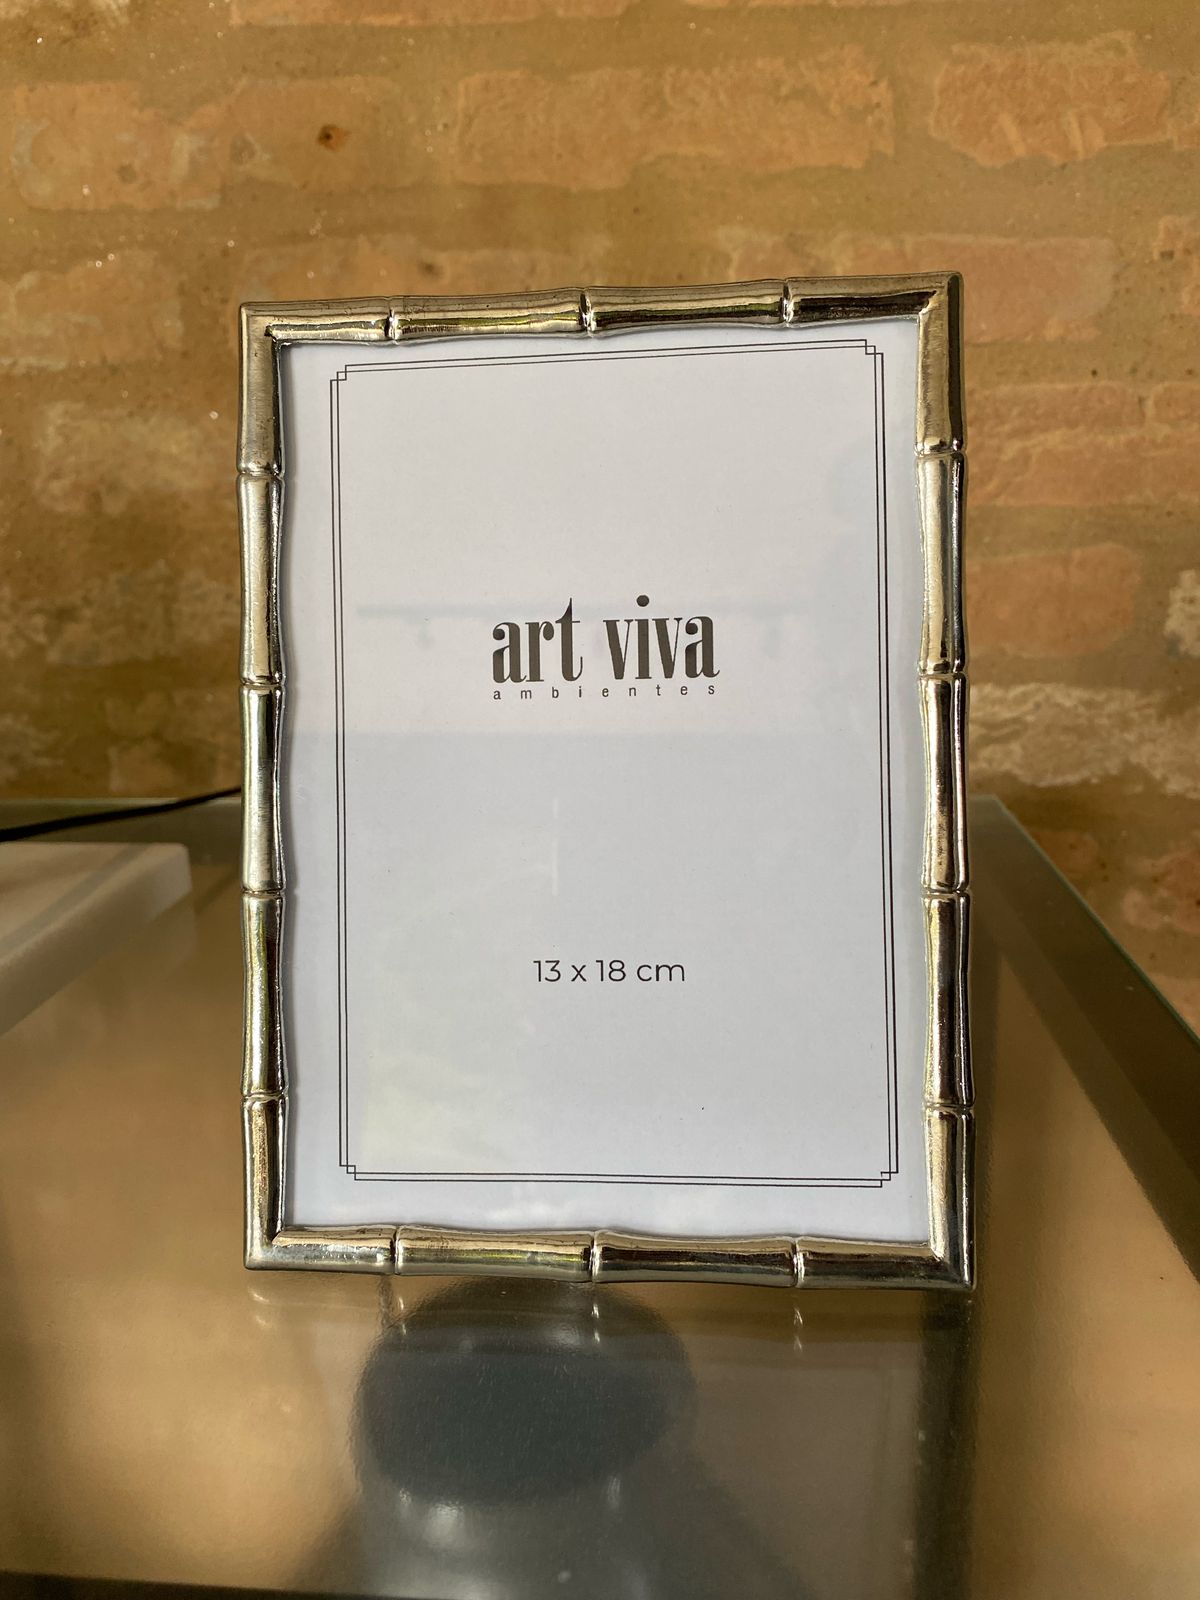 art viva
ambientes
13 x 18 cm